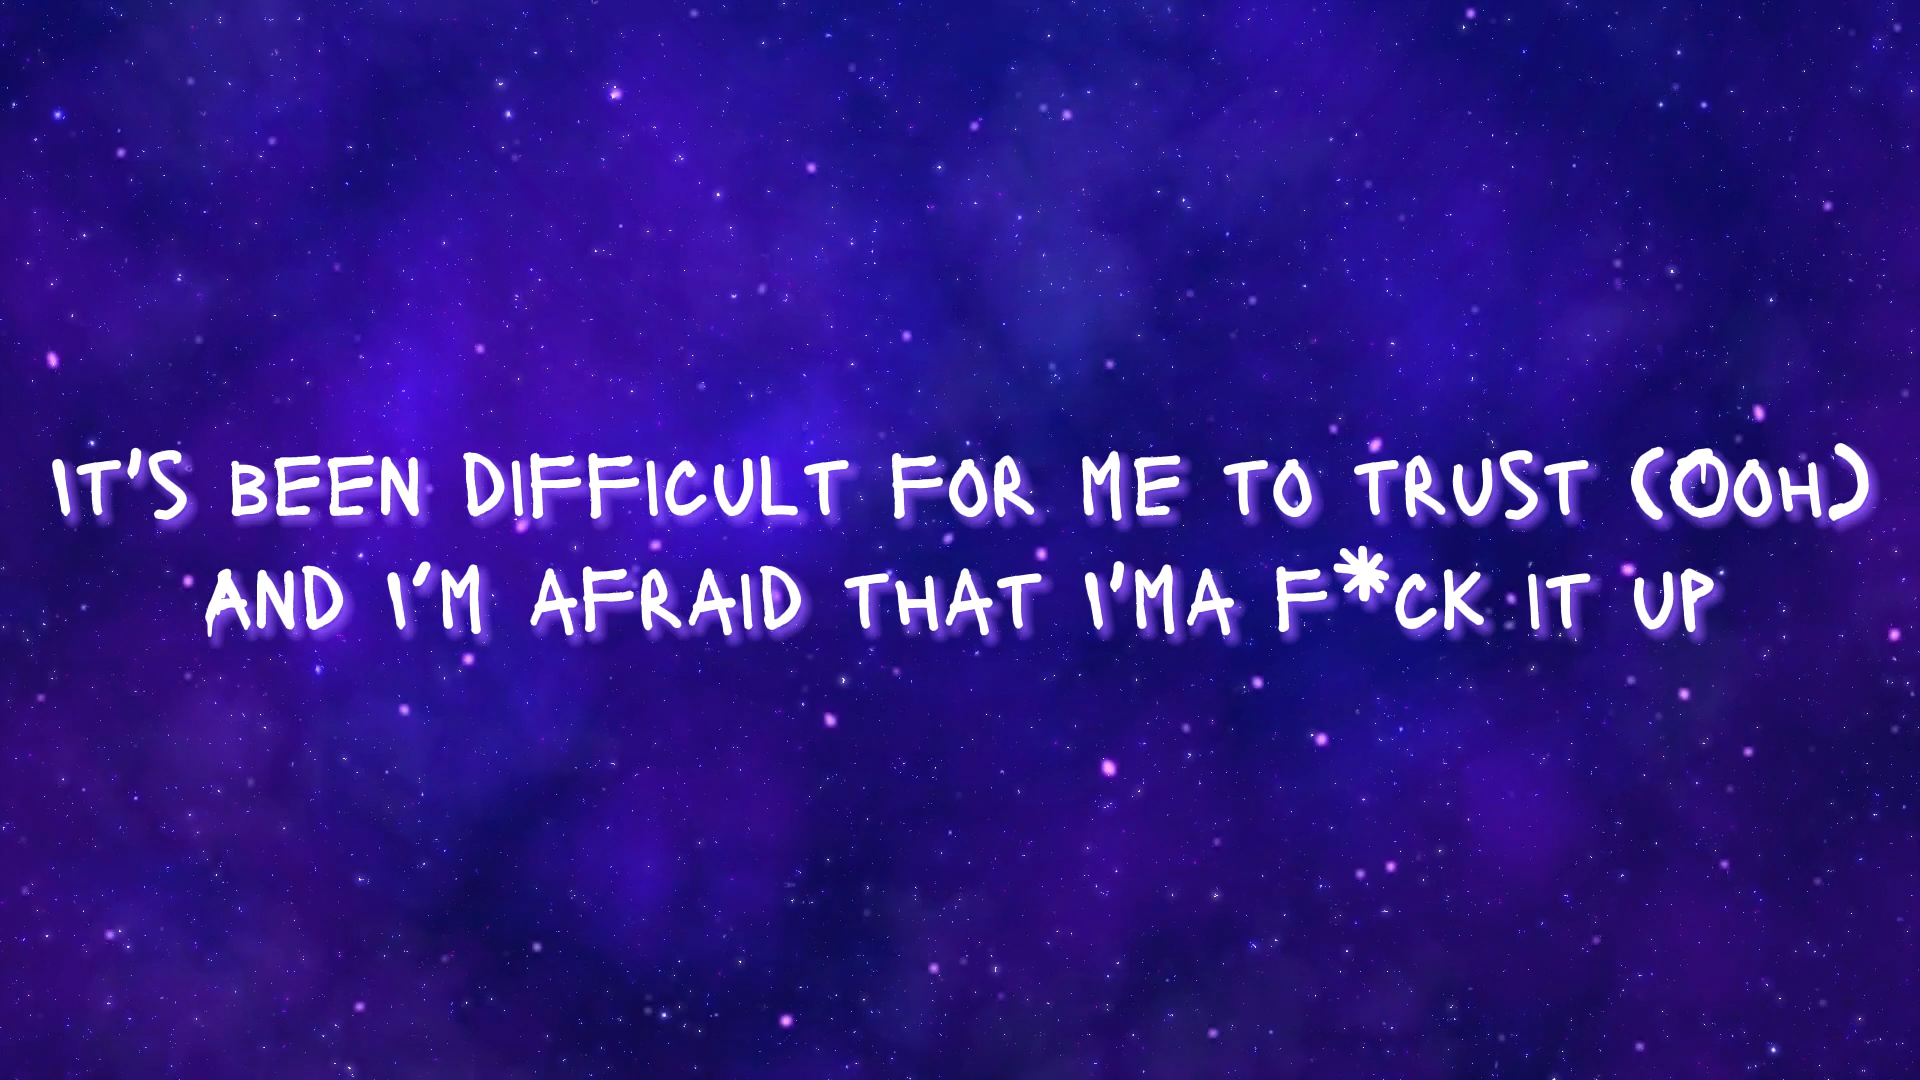 IT'S BEEN DIFFICULT FOR ME TO TRUST (OOH)
AND I'M AFRAID THAT I'MA F*CK IT UP